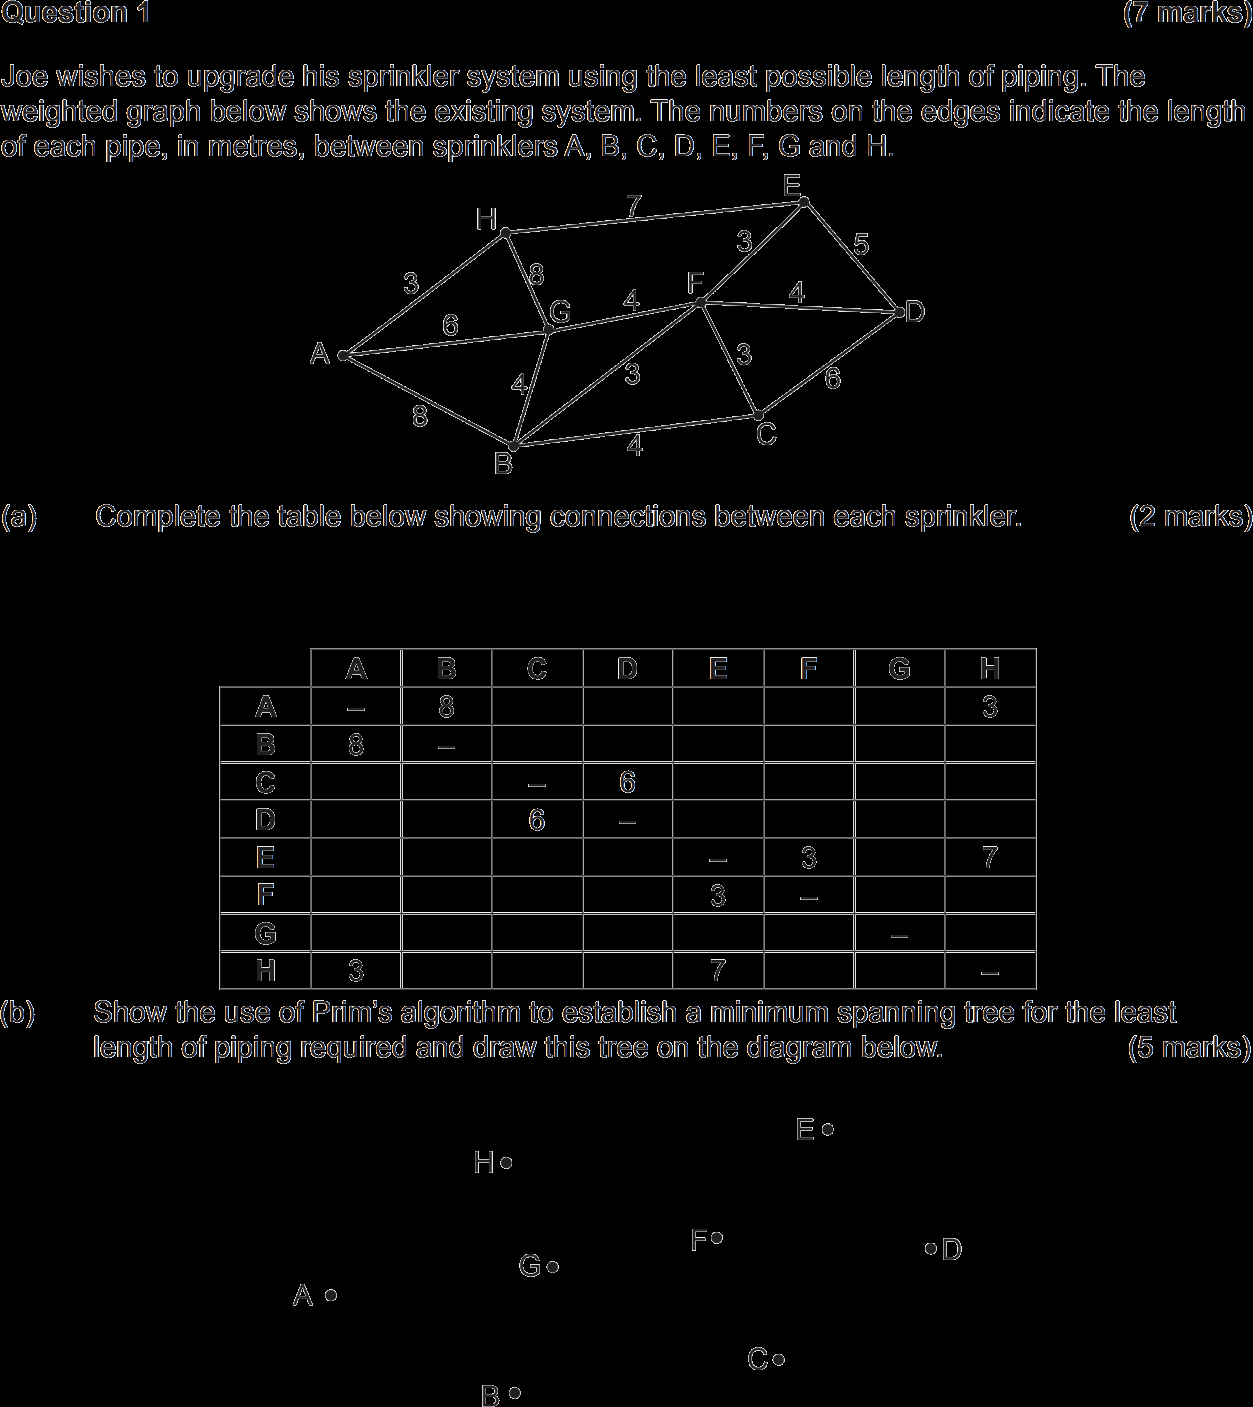 Question 1 (7 marks)
Joe wishes to upgrade his sprinkler system using the least possible length of piping. The
weighted graph below shows the existing system. The numbers on the edges indicate the length
of each pipe, in metres, between sprinklers A, B, C, D, E, F, G and H.
E
7
H
3
5
8
F
3
4
4
G
D
6
A
3
4
3
6
8
C
4
B
(a) Complete the table below showing connections between each sprinkler. (2 marks)
A B C D E F G H
A – 8 3
B 8 –
C – 6
D 6 –
E – 3 7
F 3 –
G –
H 3 7 –
(b) Show the use of Prim's algorithm to establish a minimum spanning tree for the least
length of piping required and draw this tree on the diagram below. (5 marks)
E
H
F
D
G
A
C
B